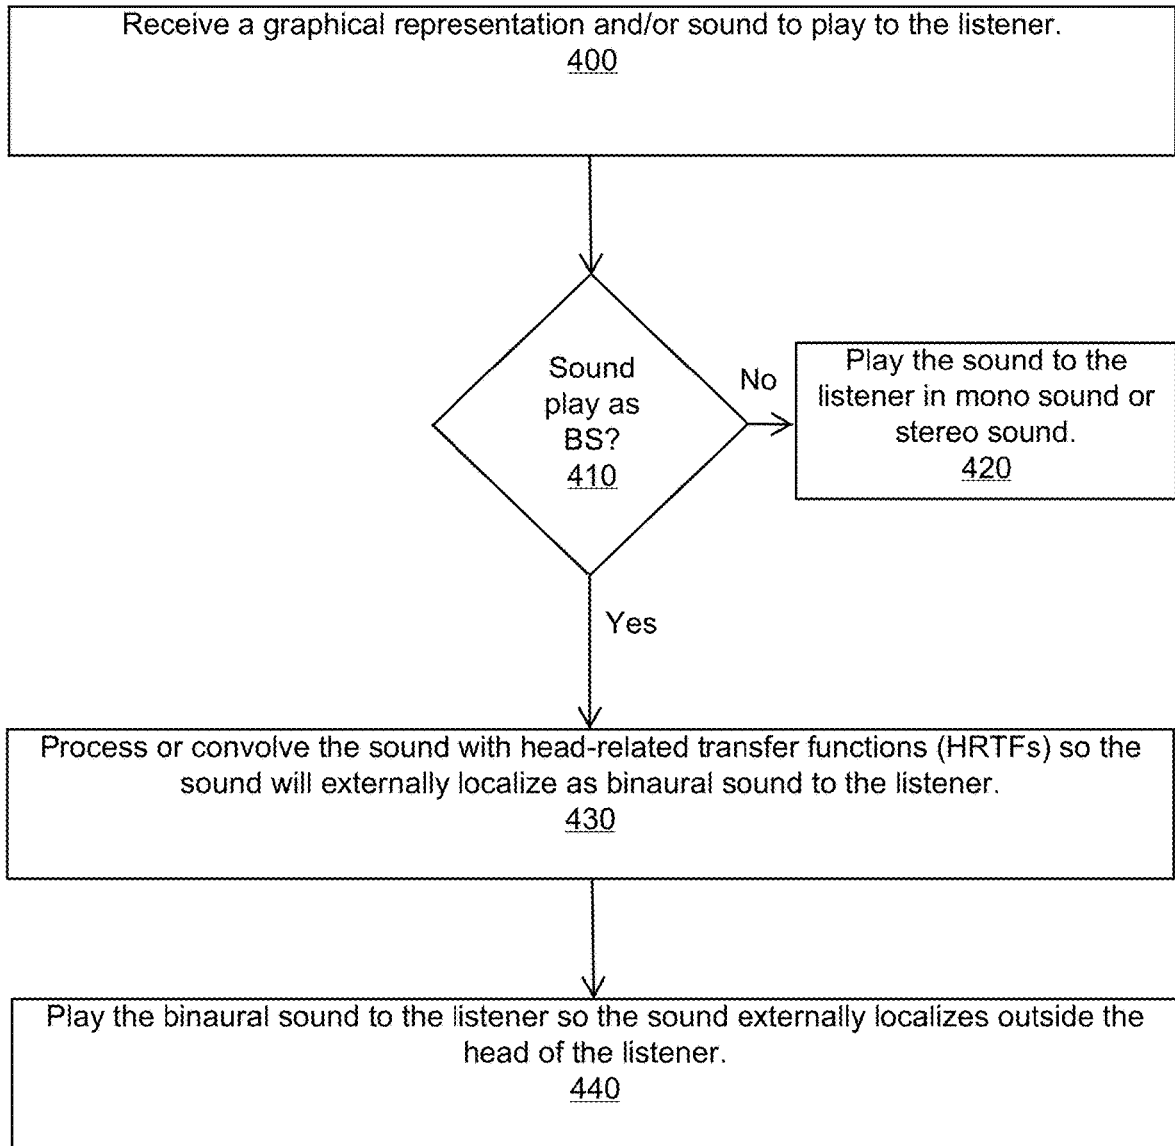 Receive a graphical representation and/or sound to play to the listener.
400
Sound
play as
BS?
410
No
Play the sound to the
listener in mono sound or
stereo sound.
420
Yes
Process or convolve the sound with head-related transfer functions (HRTFs) so the
sound will externally localize as binaural sound to the listener.
430
Play the binaural sound to the listener so the sound externally localizes outside the
head of the listener.
440